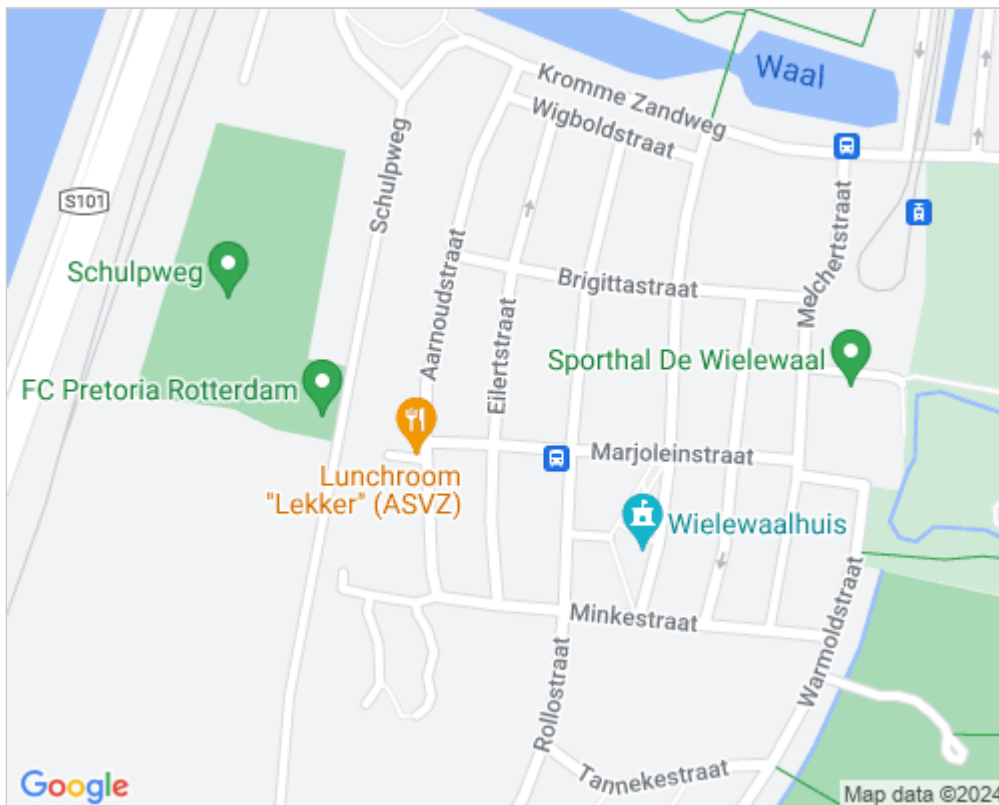 Waal
Kromme Zandweg
Wigboldstraat
Schulpweg
S101
Melchertstraat
Schulpweg
Brigittastraat
Aarnoudstraat
Eilertstraat
Sporthal De Wielewaal
FC Pretoria Rotterdam
Marjoleinstraat
Lunchroom
"Lekker" (ASVZ)
Wielewaalhuis
Minkestraat
Warmoldstraat
Rollostraat
Tannekestraat
Google
Map data ©2024